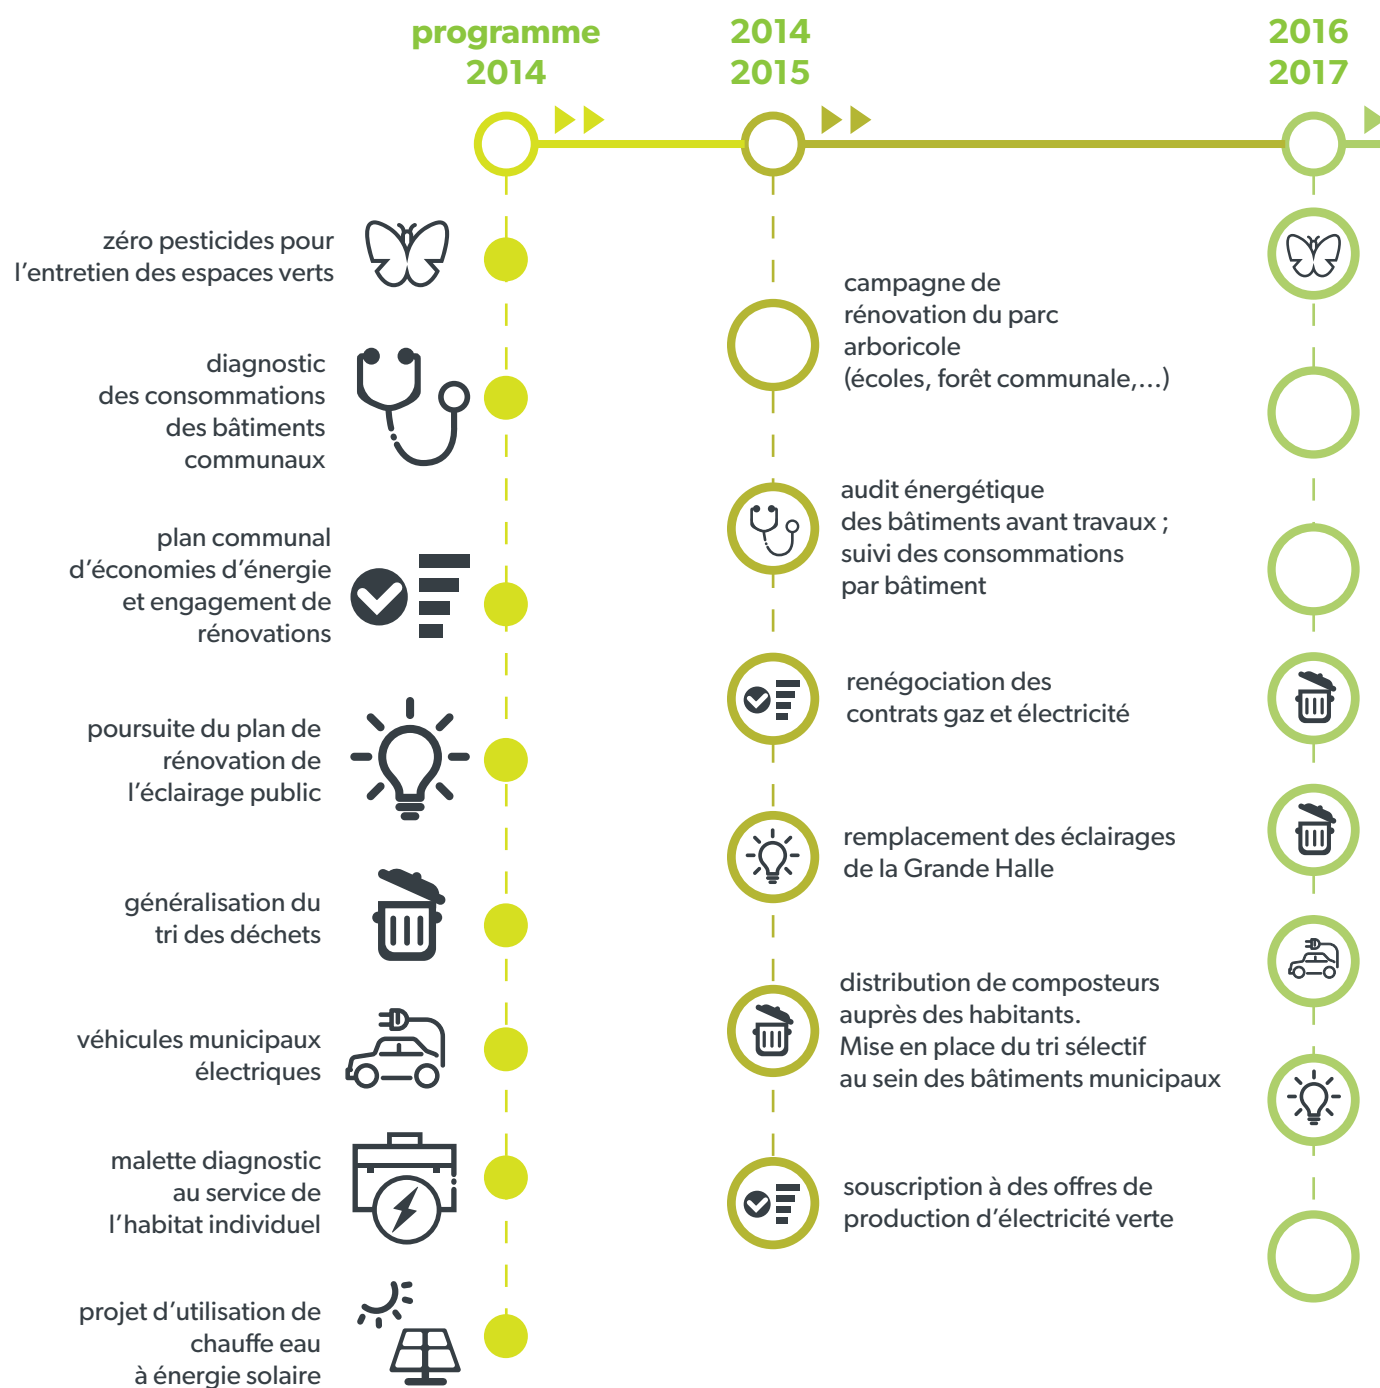 programme
2014
2014
2015
2016
2017
zéro pesticides pour
l’entretien des espaces verts
diagnostic
des consommations
des bâtiments
communaux
plan communal
d’économies d’énergie
et engagement de
rénovations
poursuite du plan de
rénovation de
l’éclairage public
généralisation du
tri des déchets
véhicules municipaux
électriques
malette diagnostic
au service de
l’habitat individuel
projet d’utilisation de
chauffe eau
à énergie solaire
campagne de
rénovation du parc
arboricole
(écoles, forêt communale,...)
audit énergétique
des bâtiments avant travaux ;
suivi des consommations
par bâtiment
renégociation des
contrats gaz et électricité
remplacement des éclairages
de la Grande Halle
distribution de composteurs
auprès des habitants.
Mise en place du tri sélectif
au sein des bâtiments municipaux
souscription à des offres de
production d’électricité verte